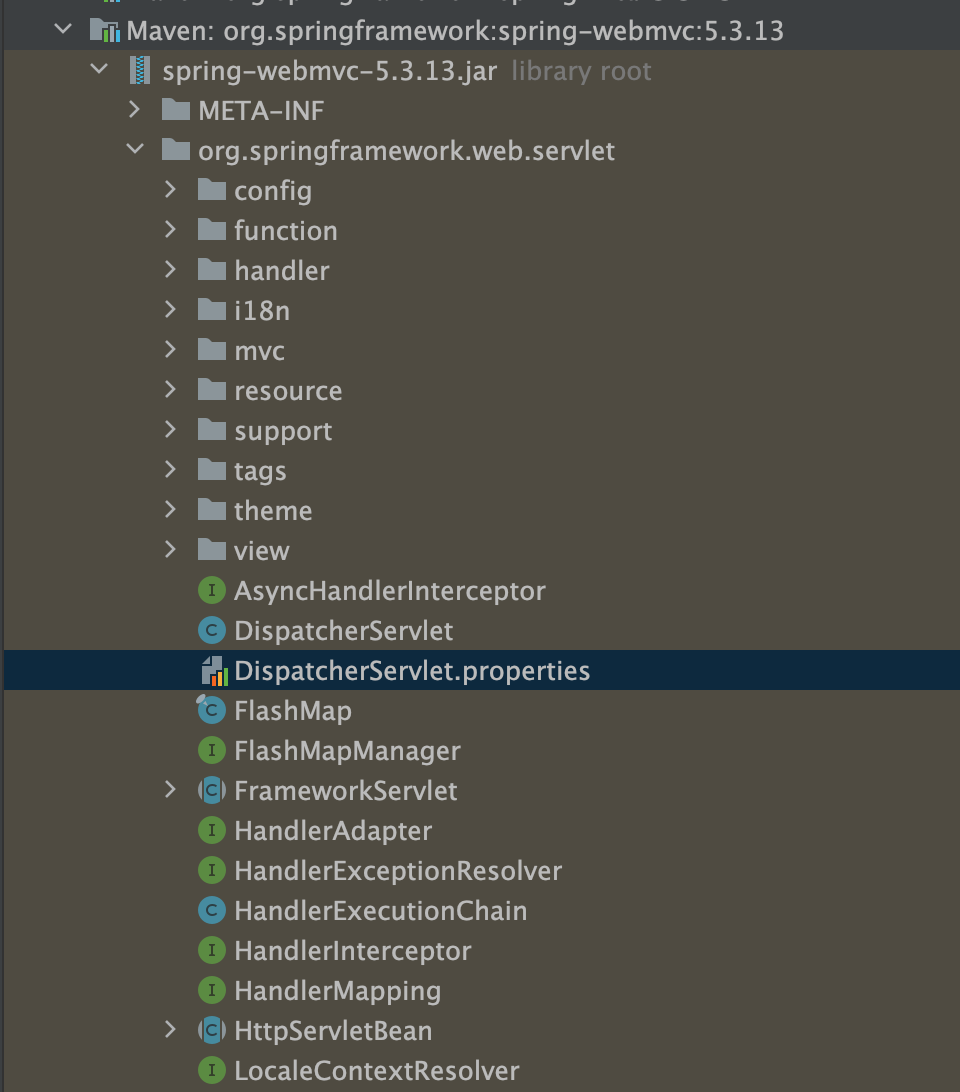 Maven: org.springframework:spring-webmvc:5.3.13
spring-webmvc-5.3.13.jar library root
META-INF
org.springframework.web.servlet
config
function
handler
i18n
mvc
resource
support
tags
theme
view
AsyncHandlerInterceptor
DispatcherServlet
DispatcherServlet.properties
FlashMap
FlashMapManager
FrameworkServlet
HandlerAdapter
HandlerExceptionResolver
HandlerExecutionChain
HandlerInterceptor
HandlerMapping
HttpServletBean
LocaleContextResolver